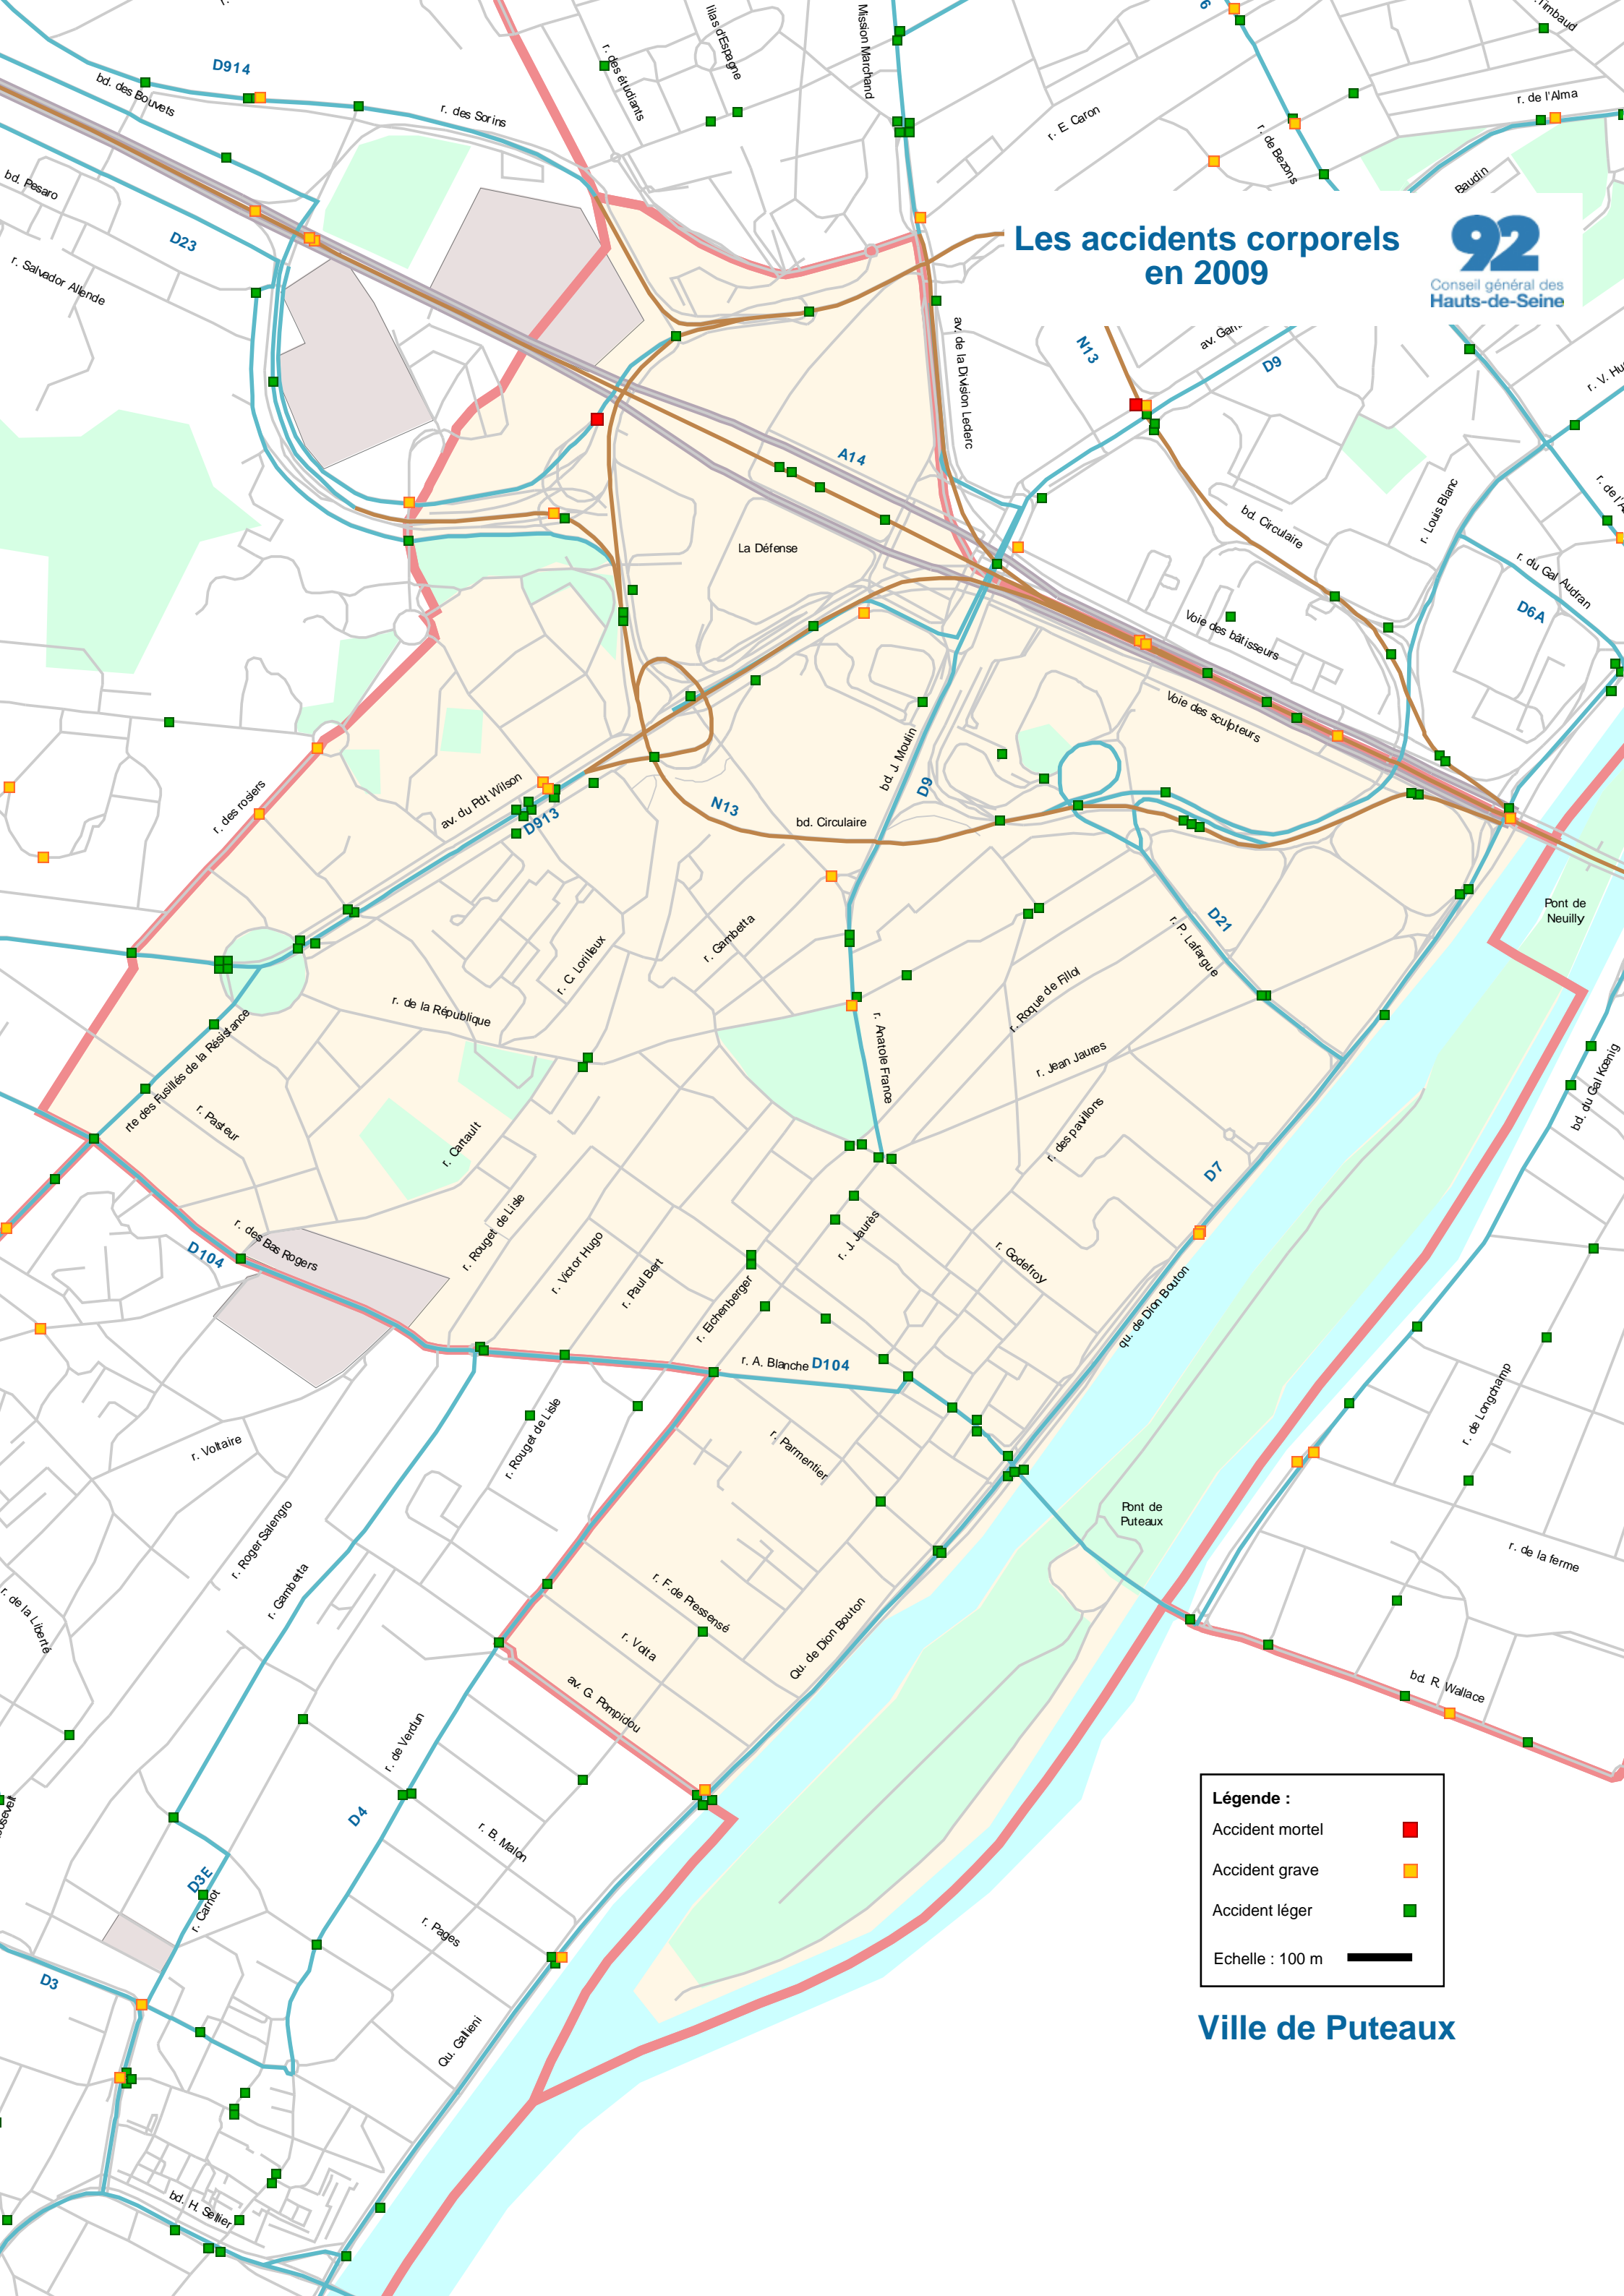 Timbaud
lilas d'Espagne
Mission Marchand
r. des étudiants
D914
bd. des Bouvets
r. des Sorins
r. E. Caron
r. de l'Alma
r. de Bezons
Baudin
bd. Pesaro
D23
r. Salvador Allende
Les accidents corporels
en 2009
92
Conseil général des
Hauts-de-Seine
N13
av. de la Division Leclerc
D9
r. V. Hu
A14
r. Louis Blanc
bd. Circulaire
La Défense
r. du Gal Audran
D6A
Voie des bâtisseurs
Voie des sculpteurs
bd. J. Moulin
D9
r. des rosiers
av. du Pdt Wilson
D913
N13
bd. Circulaire
Pont de
Neuilly
D21
r. P. Lafargue
r. Gambetta
r. C. Lorilleux
r. de la République
r. Roque de Fillol
r. Anatole France
r. Jean Jaures
bd. du Gal Kœnig
rte des Fusillés de la Résistance
r. Pasteur
r. Cartault
r. des pavillons
D7
r. des Bas Rogers
D104
r. Rouget de Lisle
r. Victor Hugo
r. Paul Bert
r. J. Jaurès
r. Godefroy
r. Eichenberger
qu. de Dion Bouton
r. A. Blanche
D104
r. de Longchamp
r. Voltaire
r. Rouget de Lisle
r. Parmentier
Pont de
Puteaux
r. Roger Salengro
r. de la ferme
r. Gambetta
r. de la Liberté
r. F.de Pressensé
r. Volta
Qu. de Dion Bouton
av. G. Pompidou
bd. R. Wallace
r. de Verdun
D4
r. B. Malon
Légende :
Accident mortel
Accident grave
Accident léger
Echelle : 100 m
D3E
r. Carnot
r. Pages
D3
Ville de Puteaux
Qu. Gallieni
bd. H. Sellier